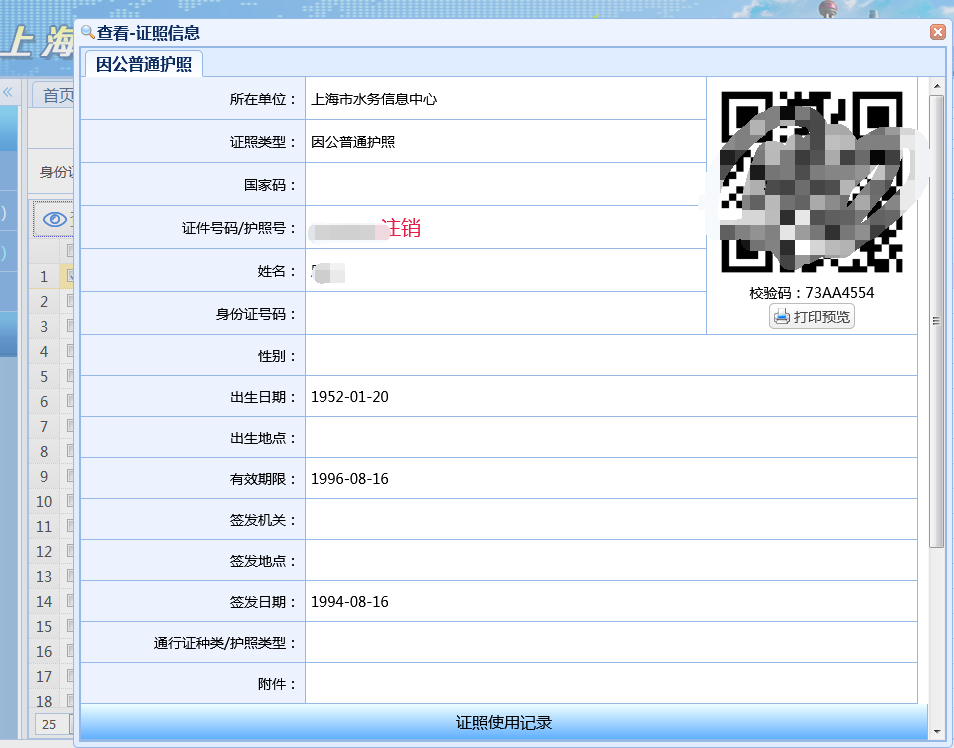 上海
查看-证照信息
因公普通护照
首页
所在单位： 上海市水务信息中心
证照类型： 因公普通护照
国家码：
证件号码/护照号： 注销
姓名：
身份证号码：
校验码：73AA4554
打印预览
性别：
出生日期： 1952-01-20
出生地点：
有效期限： 1996-08-16
签发机关：
签发地点：
签发日期： 1994-08-16
通行证种类/护照类型：
附件：
证照使用记录
身份证
1
2
3
4
5
6
7
8
9
10
11
12
13
14
15
16
17
18
25